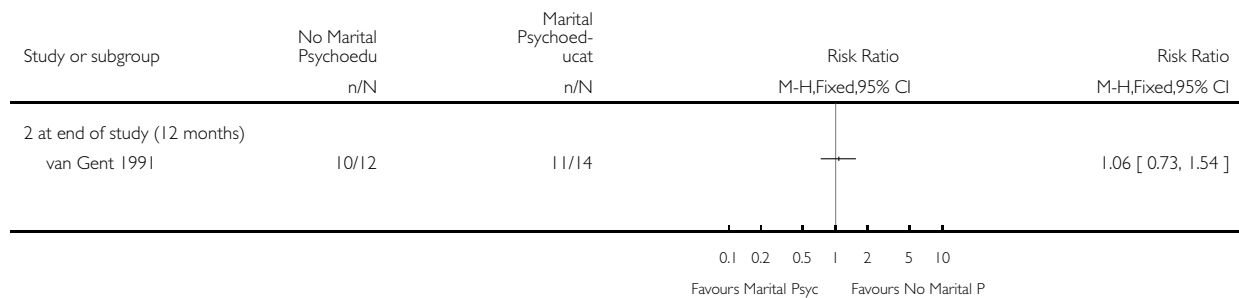 Study or subgroup No Marital Psychoedu Marital Psychoed-ucat Risk Ratio Risk Ratio
n/N n/N M-H,Fixed,95% CI M-H,Fixed,95% CI
2 at end of study (12 months)
van Gent 1991 10/12 11/14 1.06 [ 0.73, 1.54 ]
0.1 0.2 0.5 1 2 5 10
Favours Marital Psyc Favours No Marital P